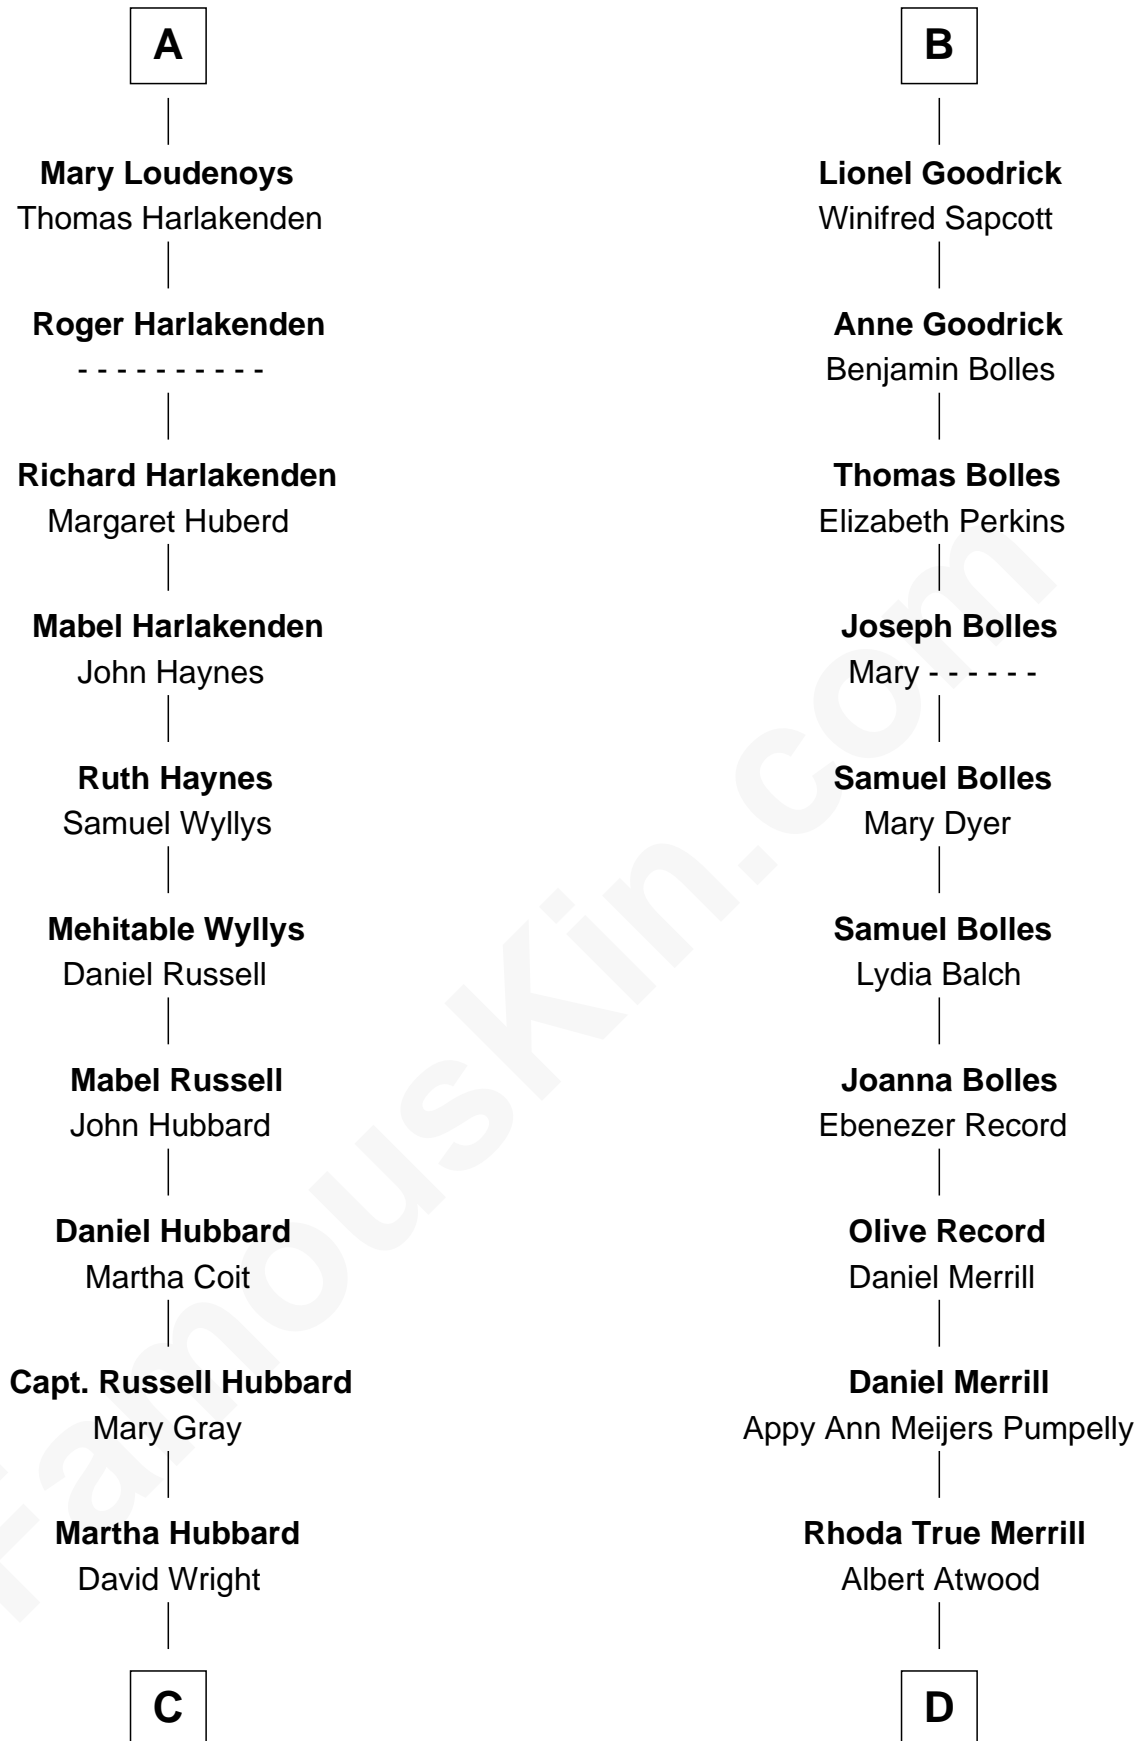 A
Mary Loudenoys
Thomas Harlakenden
Roger Harlakenden
- - - - - - - - - -
Richard Harlakenden
Margaret Huberd
Mabel Harlakenden
John Haynes
Ruth Haynes
Samuel Wyllys
Mehitable Wyllys
Daniel Russell
Mabel Russell
John Hubbard
Daniel Hubbard
Martha Coit
Capt. Russell Hubbard
Mary Gray
Martha Hubbard
David Wright
C
B
Lionel Goodrick
Winifred Sapcott
Anne Goodrick
Benjamin Bolles
Thomas Bolles
Elizabeth Perkins
Joseph Bolles
Mary - - - - - -
Samuel Bolles
Mary Dyer
Samuel Bolles
Lydia Balch
Joanna Bolles
Ebenezer Record
Olive Record
Daniel Merrill
Daniel Merrill
Appy Ann Meijers Pumpelly
Rhoda True Merrill
Albert Atwood
D
FamousKin.com